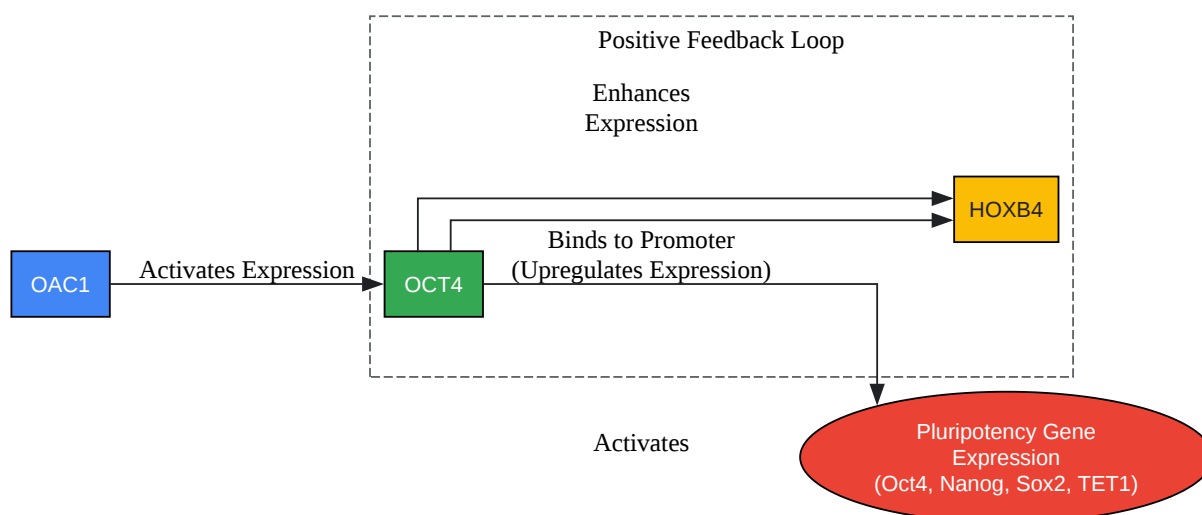 Positive Feedback Loop
Enhances
Expression
HOXB4
Binds to Promoter
(Upregulates Expression)
OAC1
Activates Expression
OCT4
Activates
Pluripotency Gene
Expression
(Oct4, Nanog, Sox2, TET1)